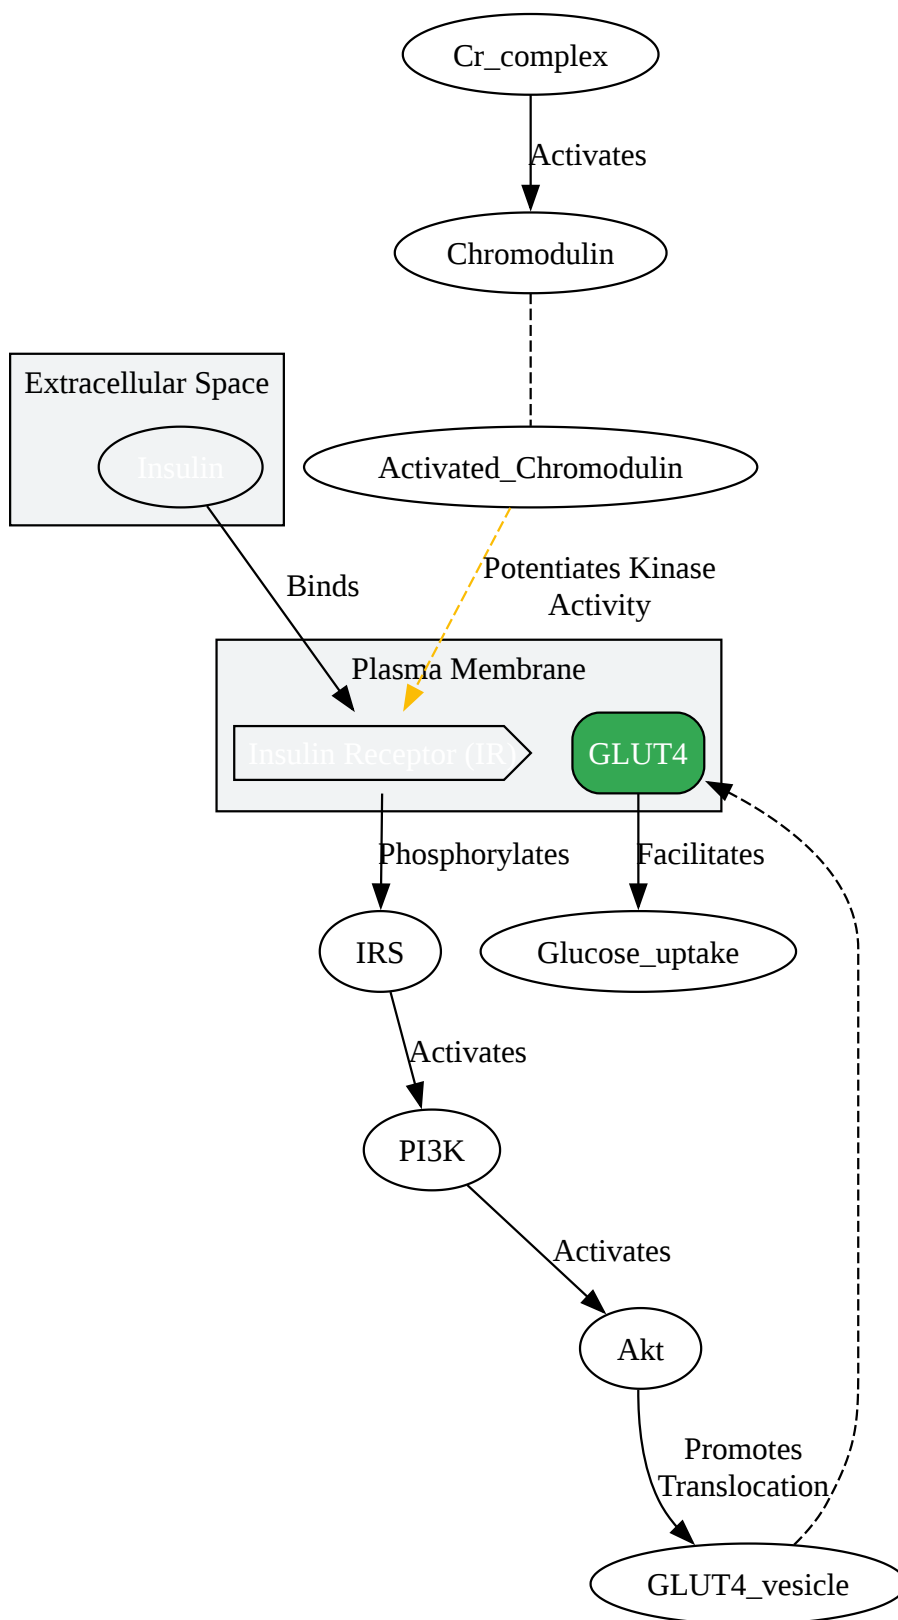 Cr_complex
Activates
Chromodulin
Extracellular Space
Insulin
Activated_Chromodulin
Binds
Potentiates Kinase
Activity
Plasma Membrane
Insulin Receptor (IR)
GLUT4
Phosphorylates
Facilitates
IRS
Glucose_uptake
Activates
PI3K
Activates
Akt
Promotes
Translocation
GLUT4_vesicle